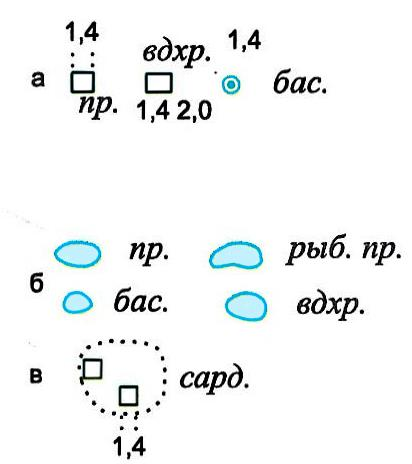 1,4
вдхр. 1,4
а
бас.
пр. 1,4 2,0
пр. рыб. пр.
б
бас. вдхр.
в
сард.
1,4